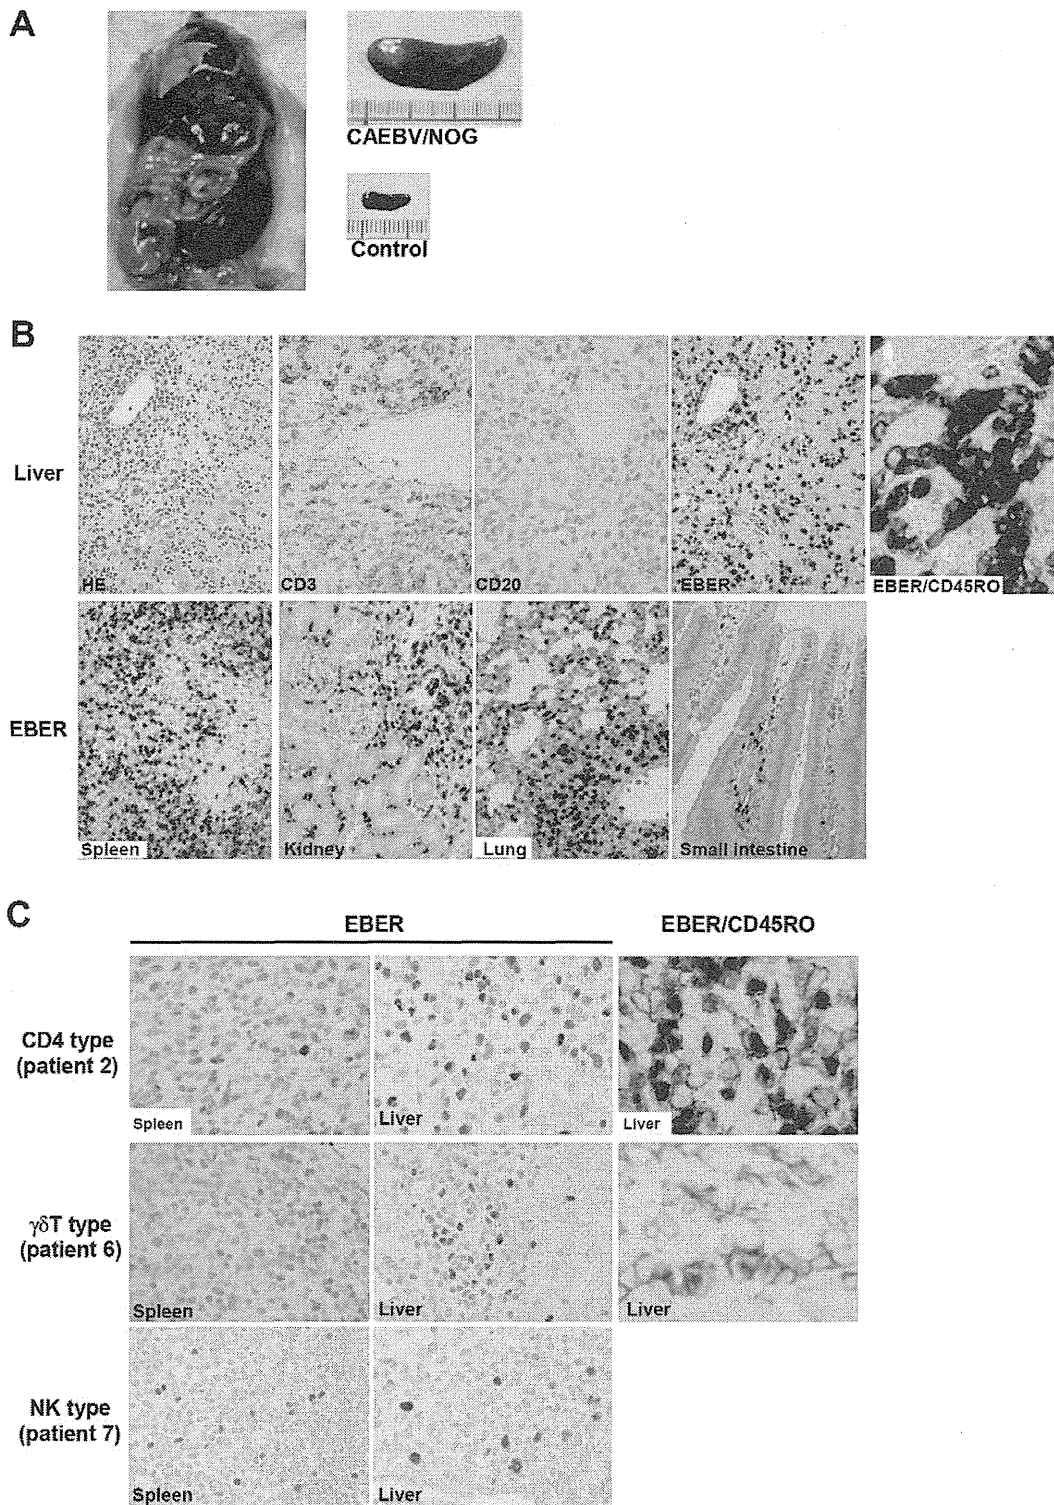 A
CAEBV/NOG
Control
B
Liver
HE
CD3
CD20
EBER
EBER/CD45RO
EBER
Spleen
Kidney
Lung
Small intestine
C
EBER
EBER/CD45RO
CD4 type
(patient 2)
Spleen
Liver
Liver
γδT type
(patient 6)
Spleen
Liver
Liver
NK type
(patient 7)
Spleen
Liver